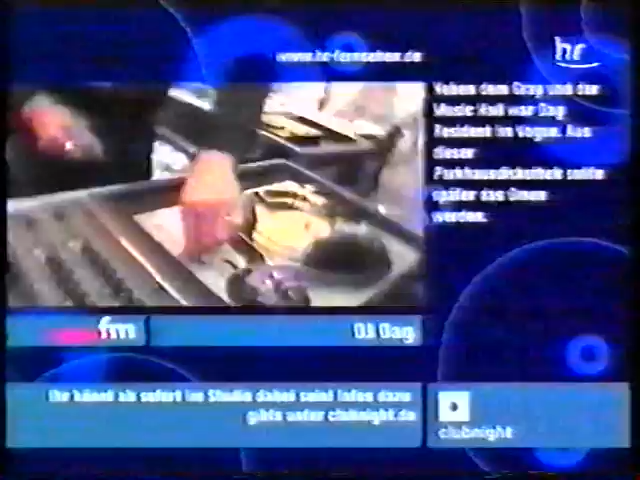 www.hr-fernsehen.de
hr
Neben dem Gray und der
Music Hall war Dag
Resident im Vogue. Aus
dieser
Parkhausdiskothek sollte
später das Omen
werden.
fm
DJ Dag
Ihr könnt ab sofort im Studio dabei sein! Infos dazu
gibts unter clubnight.de
clubnight